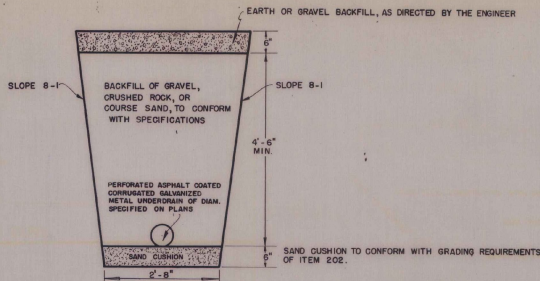 EARTH OR GRAVEL BACKFILL, AS DIRECTED BY THE ENGINEER
6"
SLOPE 8-1
BACKFILL OF GRAVEL,
CRUSHED ROCK, OR
COURSE SAND, TO CONFORM
WITH SPECIFICATIONS
SLOPE 8-1
4'-6"
MIN.
PERFORATED ASPHALT COATED
CORRUGATED GALVANIZED
METAL UNDERDRAIN OF DIAM.
SPECIFIED ON PLANS
SAND CUSHION
6"
SAND CUSHION TO CONFORM WITH GRADING REQUIREMENTS
OF ITEM 202.
2'-8"